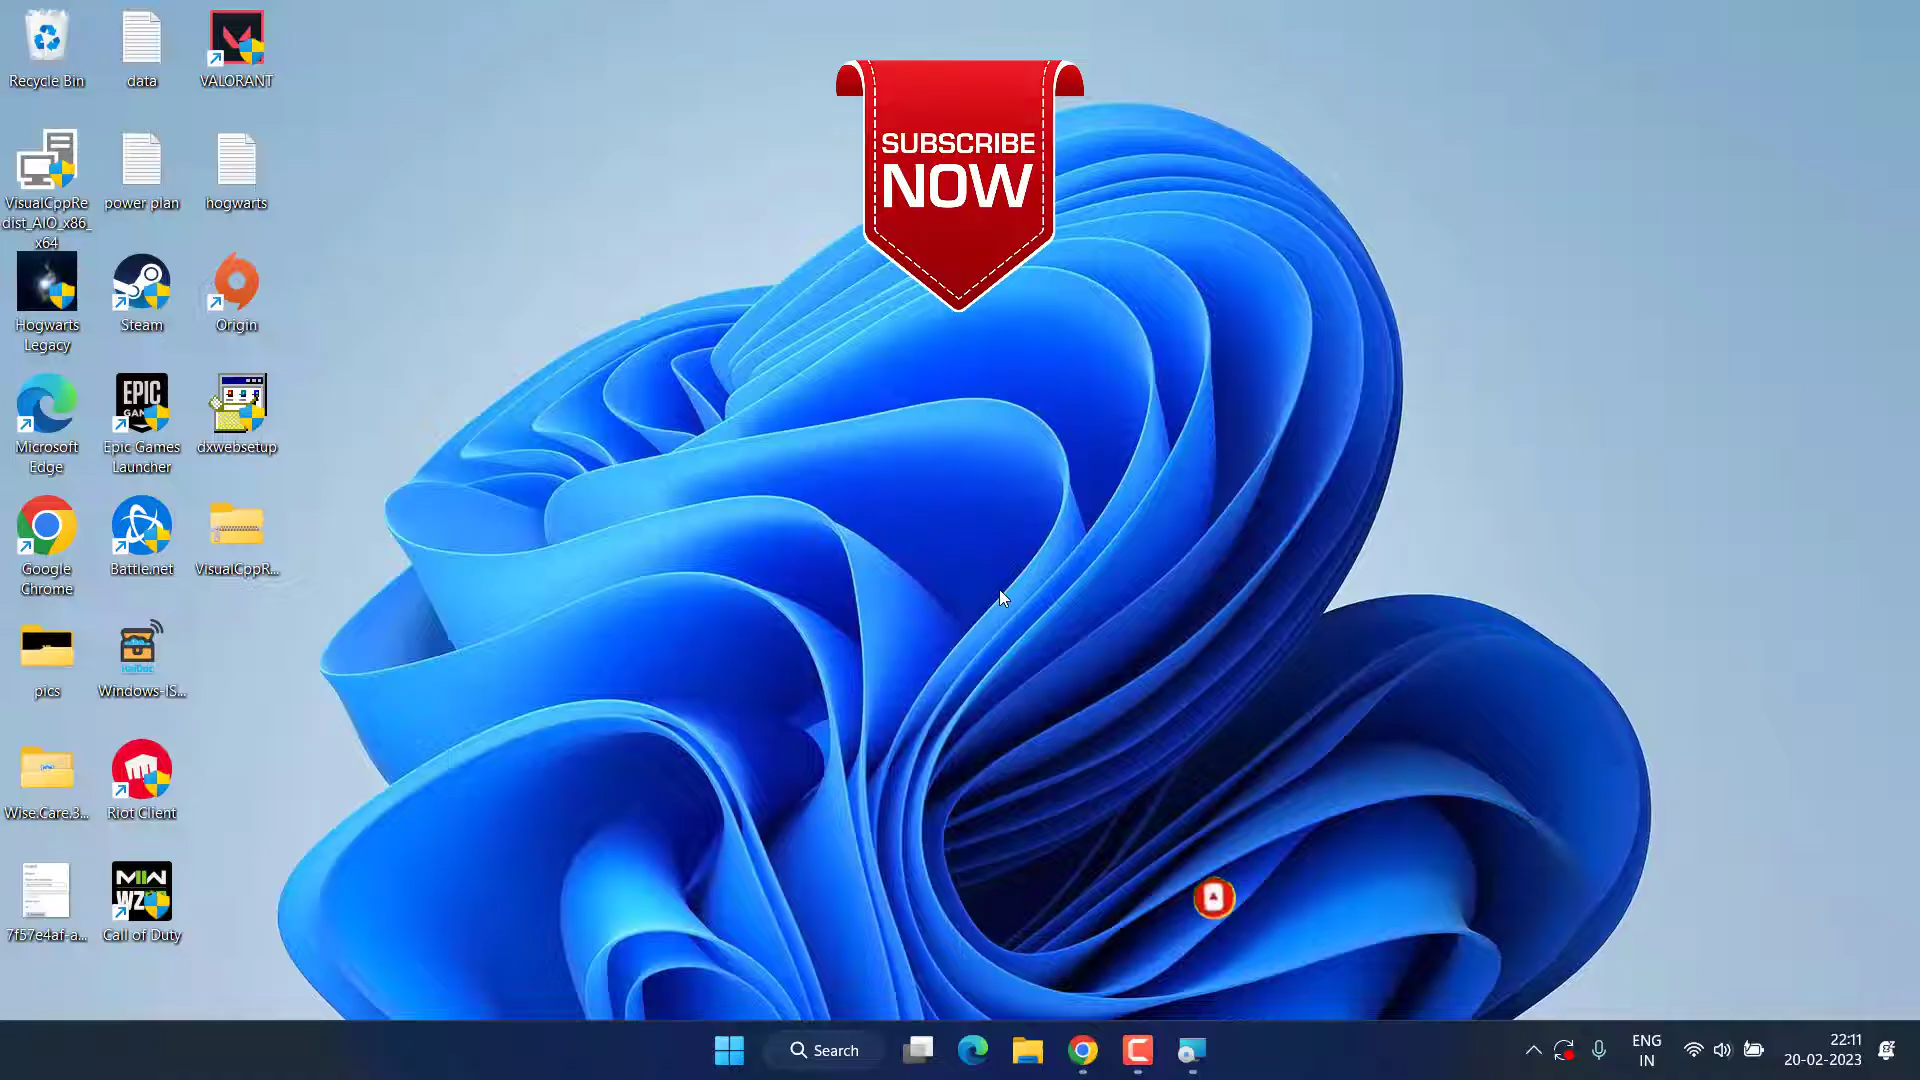 Recycle Bin
data
VALORANT
SUBSCRIBE
NOW
VisualCppRe
dist_AIO_x86_
x64
power plan
hogwarts
Hogwarts
Legacy
Steam
Origin
EPIC
Microsoft
Edge
Epic Games
Launcher
dxwebsetup
Google
Chrome
Battle.net
VisualCppR...
pics
Windows-IS...
Wise.Care.3...
Riot Client
MW
WZ
7f57e4af-a...
Call of Duty
Search
ENG
IN
22:11
20-02-2023